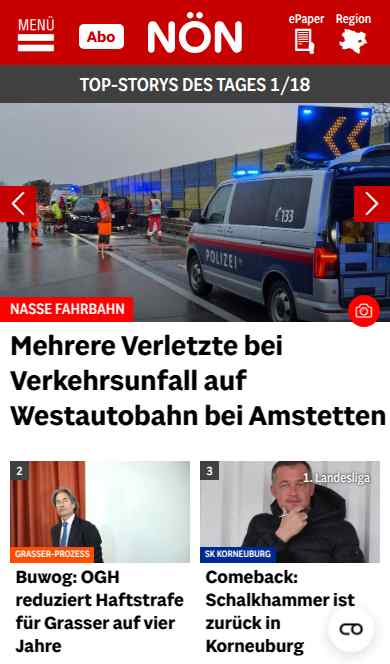 MENÜ
Abo
NÖN
ePaper
Region
TOP-STORYS DES TAGES 1/18
133
POLIZEI
NASSE FAHRBAHN
Mehrere Verletzte bei
Verkehrsunfall auf
Westautobahn bei Amstetten
2
GRASSER-PROZESS
Buwog: OGH
reduziert Haftstrafe
für Grasser auf vier
Jahre
3
1. Landesliga
SK KORNEUBURG
Comeback:
Schalkhammer ist
zurück in
Korneuburg